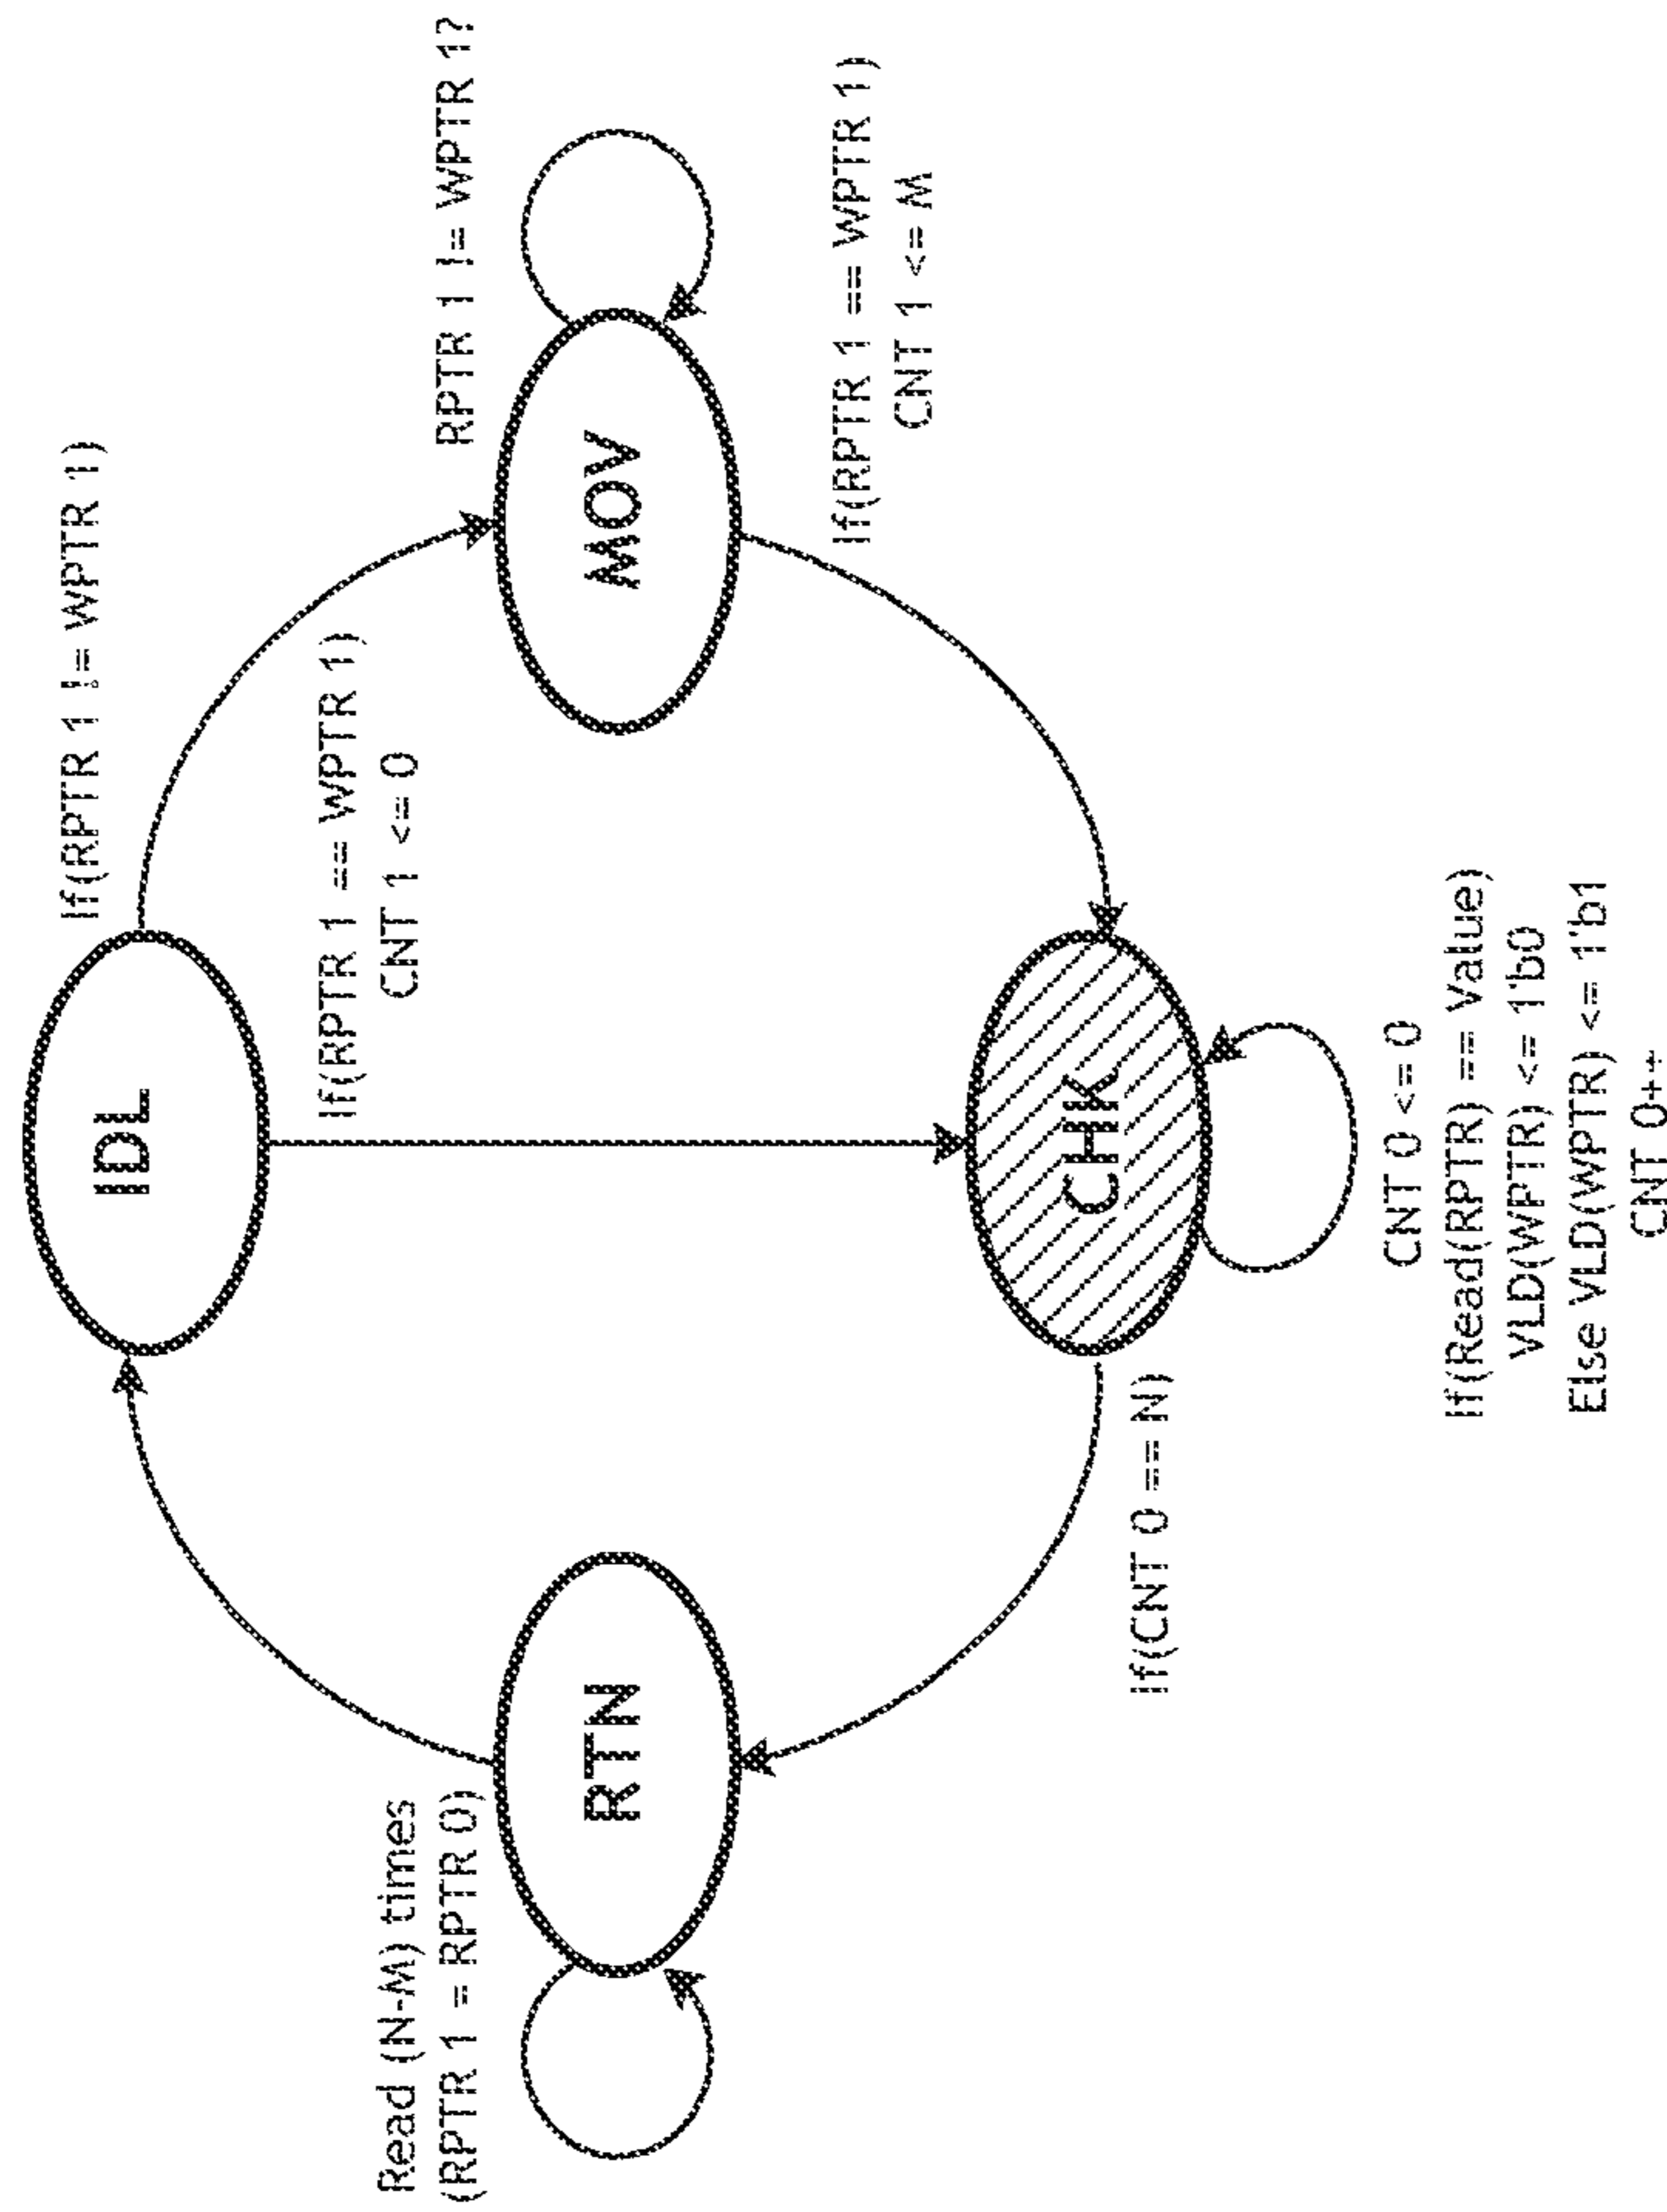 If(RPTR 1 != WPTR 1)
IDL
If(RPTR 1 == WPTR 1)
CNT 1 <= 0
Read (N-M) times
(RPTR 1 = RPTR 0)
RPTR 1 != WPTR 1?
RTN
MOV
If(RPTR 1 == WPTR 1)
CNT 1 <= M
CHK
If(CNT 0 == N)
CNT 0 <= 0
If(Read(RPTR) == Value)
VLD(WPTR) <= 1'b0
Else VLD(WPTR) <= 1'b1
CNT 0++